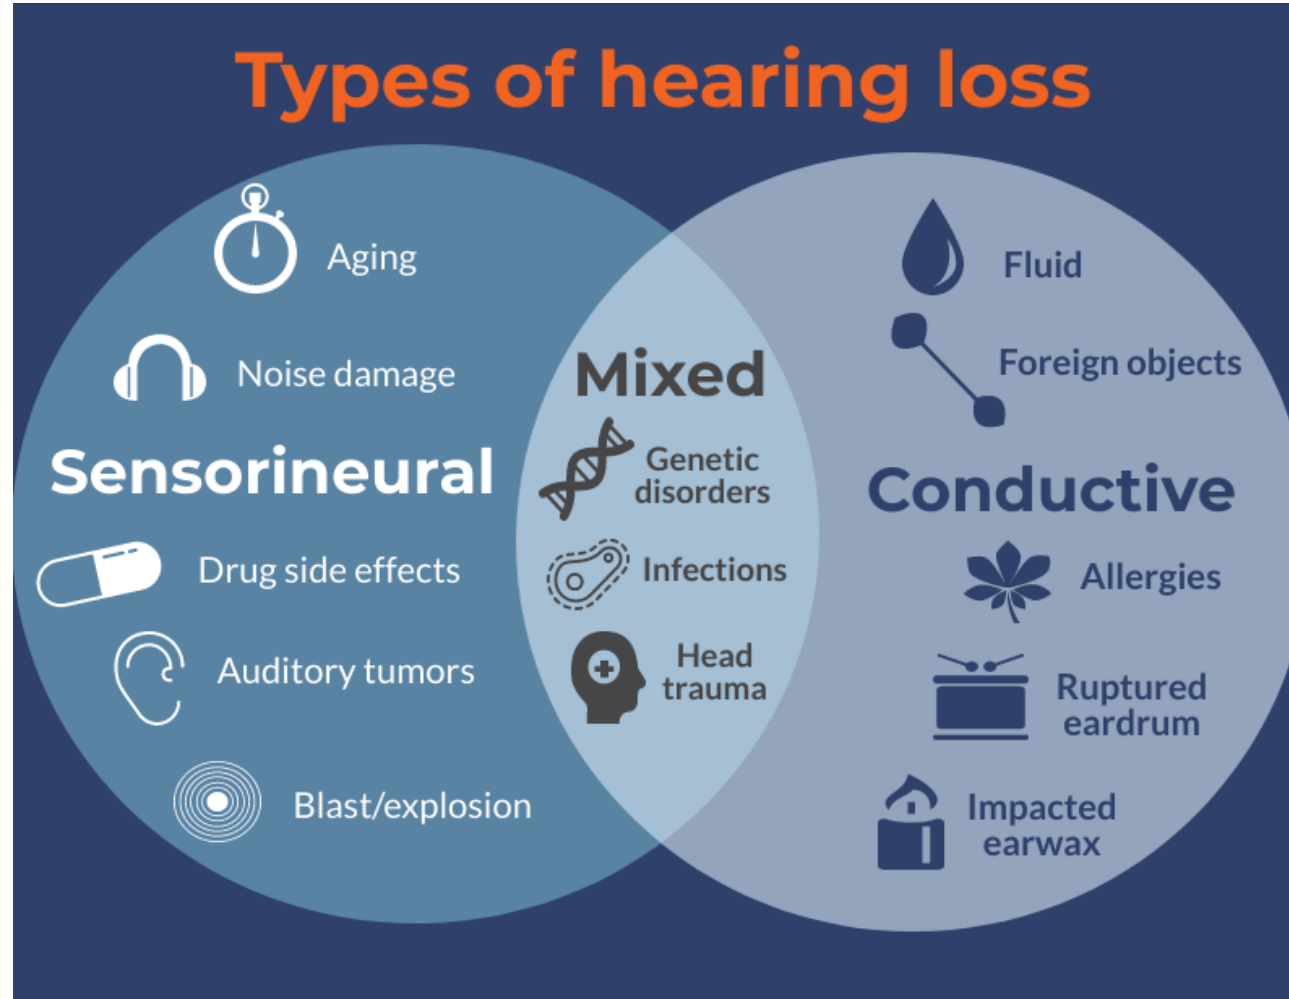 Types of hearing loss
Aging
Noise damage
Sensorineural
Drug side effects
Auditory tumors
Blast/explosion
Mixed
Genetic
disorders
Infections
Head
trauma
Fluid
Foreign objects
Conductive
Allergies
Ruptured
eardrum
Impacted
earwax